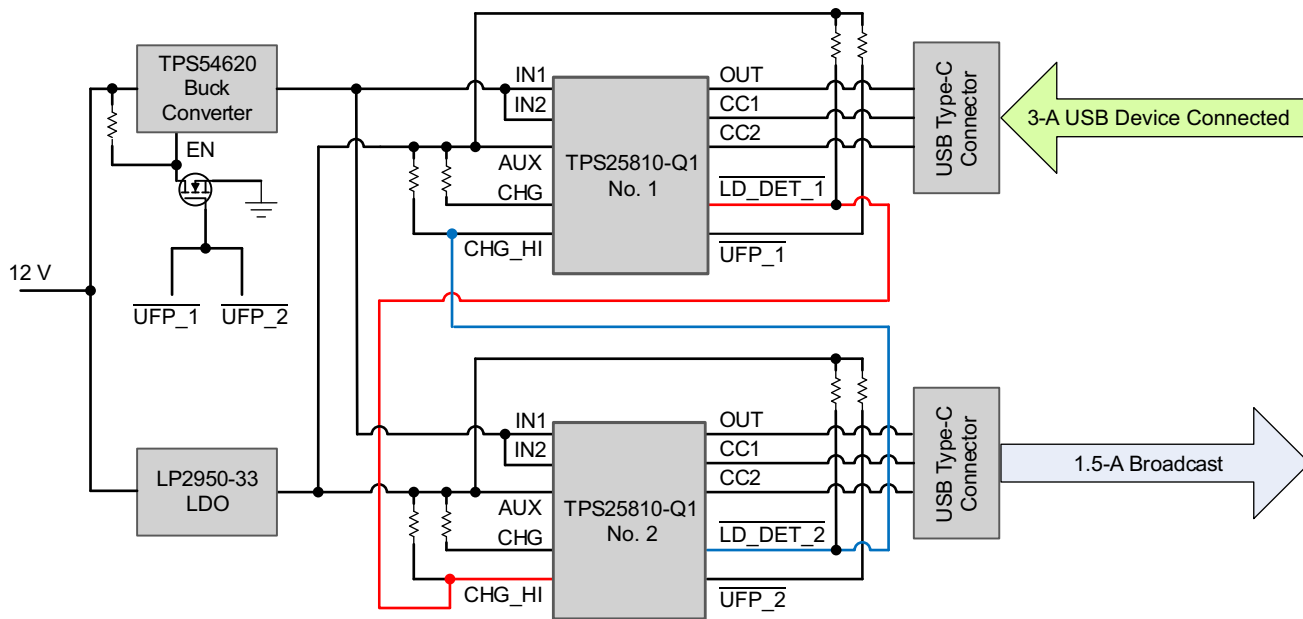 TPS54620
Buck
Converter
EN
12 V
UFP_1
UFP_2
LP2950-33
LDO
IN1
IN2
AUX
CHG
CHG_HI
TPS25810-Q1
No. 1
OUT
CC1
CC2
LD_DET_1
UFP_1
USB Type-C
Connector
3-A USB Device Connected
IN1
IN2
AUX
CHG
CHG_HI
TPS25810-Q1
No. 2
OUT
CC1
CC2
LD_DET_2
UFP_2
USB Type-C
Connector
1.5-A Broadcast